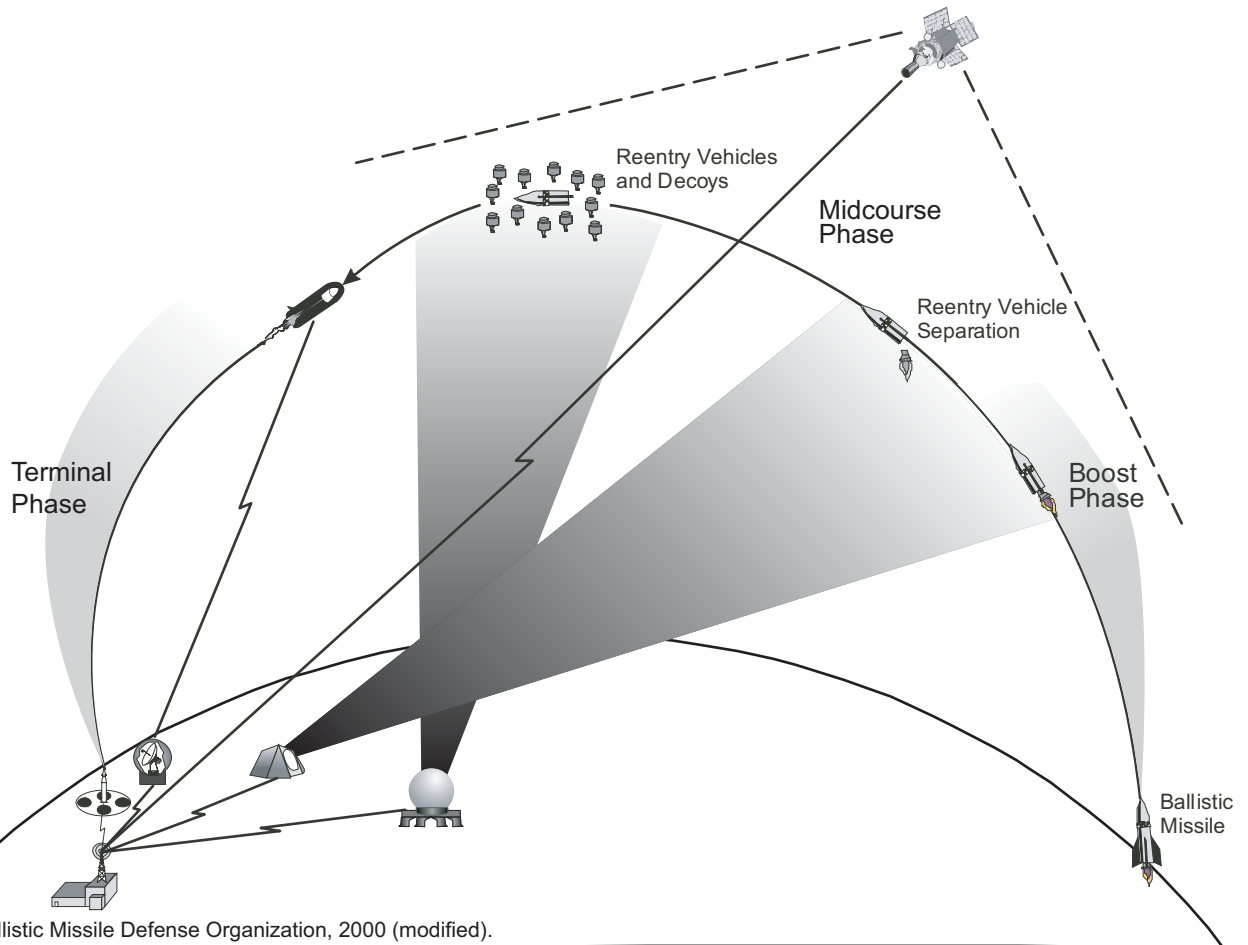 Reentry Vehicles
and Decoys
Midcourse
Phase
Reentry Vehicle
Separation
Terminal
Phase
Boost
Phase
Ballistic
Missile
llistic Missile Defense Organization, 2000 (modified).